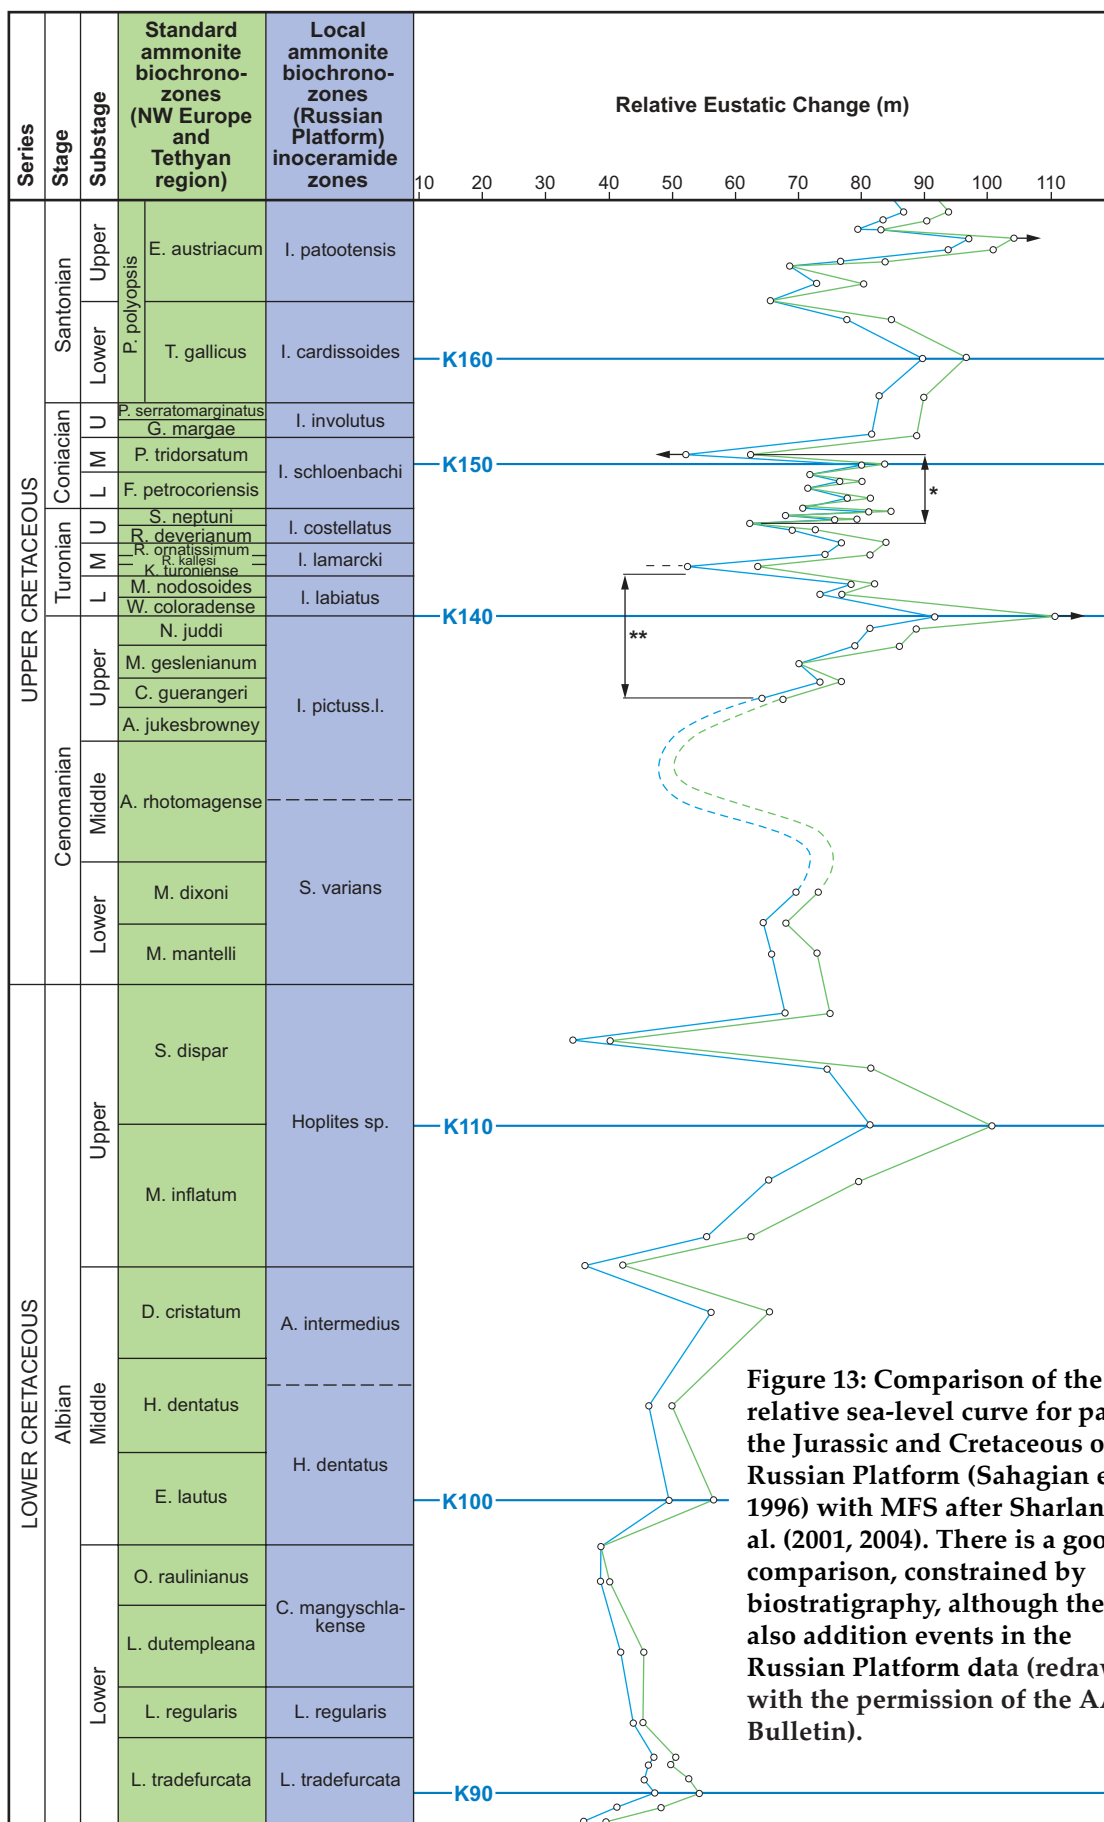 Series
Stage
Substage
Standard
ammonite
biochrono-
zones
(NW Europe
and
Tethyan
region)
Local
ammonite
biochrono-
zones
(Russian
Platform)
inoceramide
zones
Relative Eustatic Change (m)
10 20 30 40 50 60 70 80 90 100 110
UPPER CRETACEOUS
LOWER CRETACEOUS
Santonian
Coniacian
Turonian
Cenomanian
Albian
Upper
Lower
U
M
L
U
M
L
Upper
Middle
Lower
Upper
Middle
Lower
P. polyopsis
E. austriacum
T. gallicus
P. serratomarginatus
G. margae
P. tridorsatum
F. petrocoriensis
S. neptuni
R. deverianum
R. ornatissimum
R. kallesi
K. turoniense
M. nodosoides
W. coloradense
N. juddi
M. geslenianum
C. guerangeri
A. jukesbrowney
A. rhotomagense
M. dixoni
M. mantelli
S. dispar
M. inflatum
D. cristatum
H. dentatus
E. lautus
O. raulinianus
L. dutempleana
L. regularis
L. tradefurcata
I. patootensis
I. cardissoides
I. involutus
I. schloenbachi
I. costellatus
I. lamarcki
I. labiatus
I. pictuss.l.
S. varians
Hoplites sp.
A. intermedius
H. dentatus
C. mangyschla-
kense
L. regularis
L. tradefurcata
K160
K150
*
K140
**
K110
K100
K90
Figure 13: Comparison of the
relative sea-level curve for pa
the Jurassic and Cretaceous o
Russian Platform (Sahagian e
1996) with MFS after Sharlan
al. (2001, 2004). There is a goo
comparison, constrained by
biostratigraphy, although the
also addition events in the
Russian Platform data (redraw
with the permission of the AA
Bulletin).